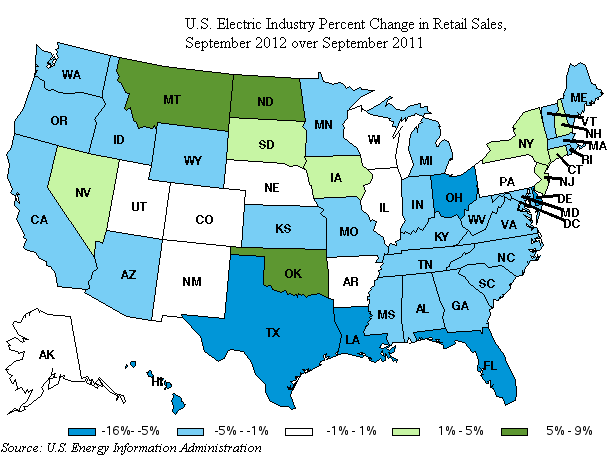 U.S. Electric Industry Percent Change in Retail Sales,
September 2012 over September 2011
WA
MT
ND
MN
ME
OR
ID
SD
WI
MI
NY
VT
NH
MA
RI
CT
WY
IA
NV
NE
PA
NJ
UT
CO
IL
IN
OH
DE
MD
DC
CA
KS
MO
KY
WV
VA
AZ
NM
OK
AR
TN
NC
SC
MS
AL
GA
TX
LA
FL
AK
HI
-16% -5%
-5% - -1%
-1% - 1%
1% - 5%
5% - 9%
Source: U.S. Energy Information Administration